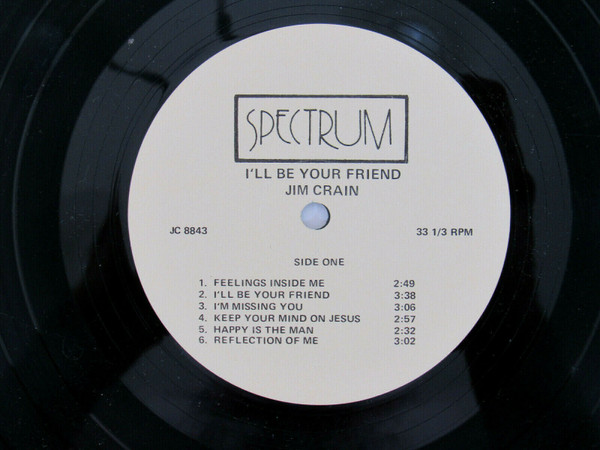 SPECTRUM
I'LL BE YOUR FRIEND
JIM CRAIN
JC 8843 33 1/3 RPM
SIDE ONE
1. FEELINGS INSIDE ME 2:49
2. I'LL BE YOUR FRIEND 3:38
3. I'M MISSING YOU 3:06
4. KEEP YOUR MIND ON JESUS 2:57
5. HAPPY IS THE MAN 2:32
6. REFLECTION OF ME 3:02